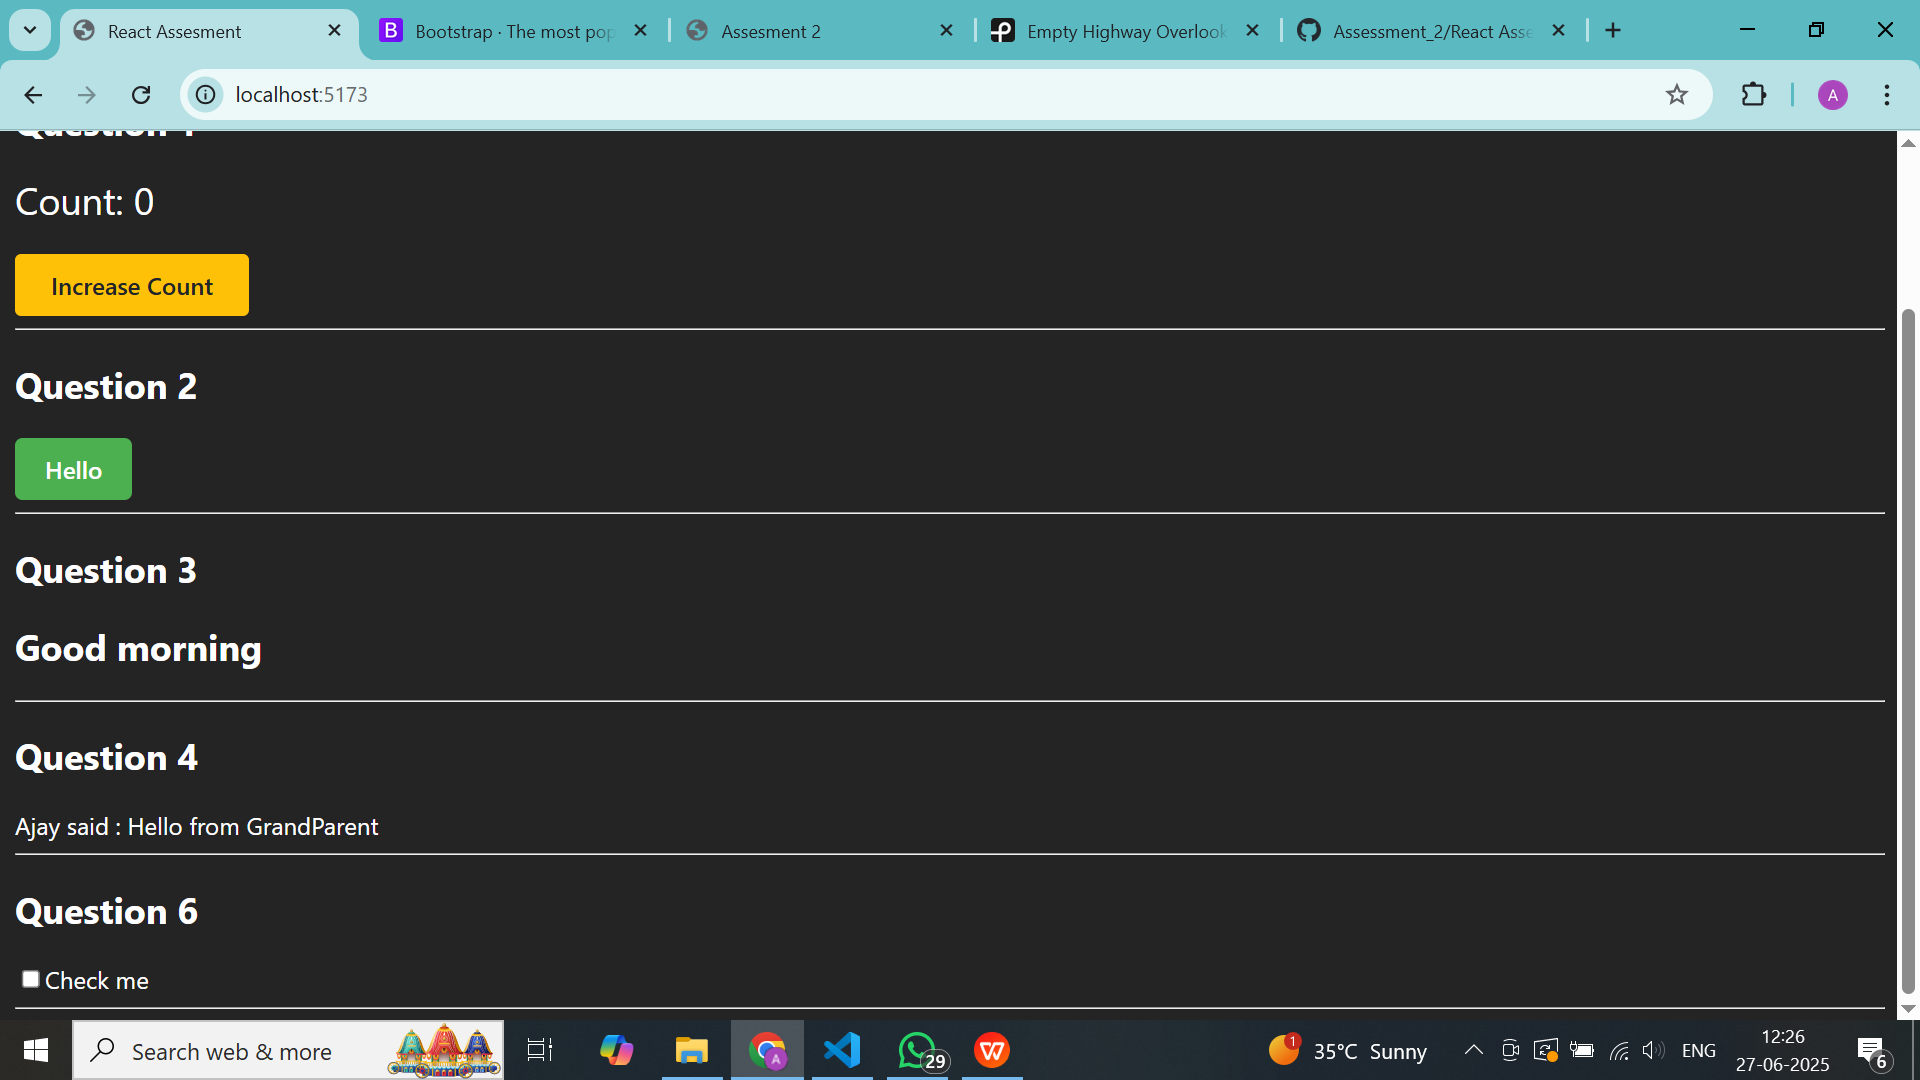 React Assesment
Bootstrap · The most pop
Assesment 2
Empty Highway Overlook
Assessment_2/React Asse
localhost:5173
A
Question 1
Count: 0
Increase Count
Question 2
Hello
Question 3
Good morning
Question 4
Ajay said : Hello from GrandParent
Question 6
Check me
Search web & more
A
29
1
35°C Sunny
ENG
12:26
27-06-2025
6